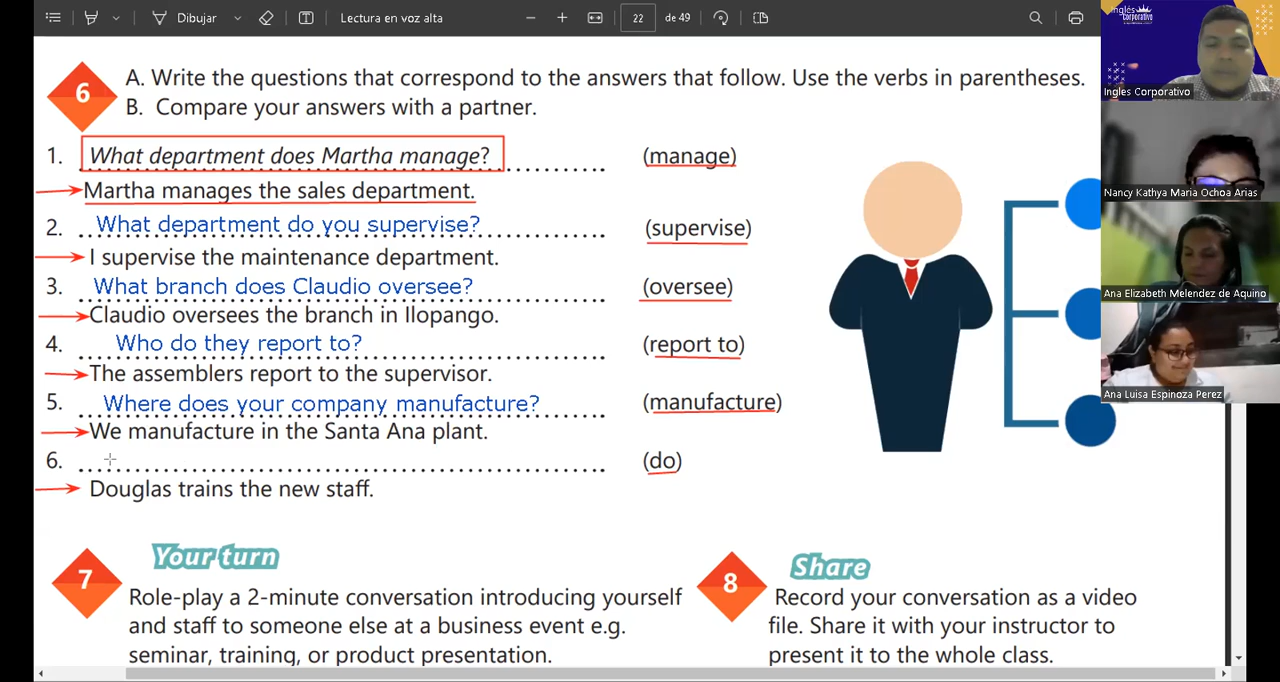 Dibujar
Lectura en voz alta
22
de 49
Inglés
Corporativo
Ingles Corporativo
6
A. Write the questions that correspond to the answers that follow. Use the verbs in parentheses.
B. Compare your answers with a partner.
1. What department does Martha manage? (manage)
Martha manages the sales department.
2. What department do you supervise? (supervise)
I supervise the maintenance department.
3. What branch does Claudio oversee? (oversee)
Claudio oversees the branch in Ilopango.
4. Who do they report to? (report to)
The assemblers report to the supervisor.
5. Where does your company manufacture? (manufacture)
We manufacture in the Santa Ana plant.
6. (do)
Douglas trains the new staff.
Nancy Kathya Maria Ochoa Arias
Ana Elizabeth Melendez de Aquino
Ana Luisa Espinoza Perez
7
Your turn
Role-play a 2-minute conversation introducing yourself
and staff to someone else at a business event e.g.
seminar, training, or product presentation.
8
Share
Record your conversation as a video
file. Share it with your instructor to
present it to the whole class.